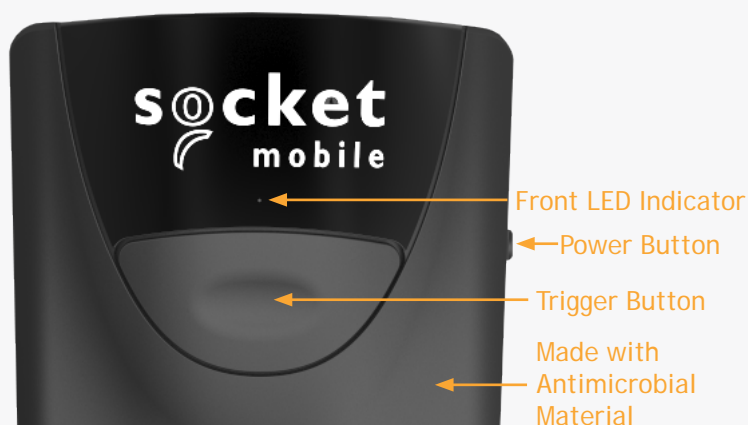 socket
mobile
Front LED Indicator
Power Button
Trigger Button
Made with
Antimicrobial
Material